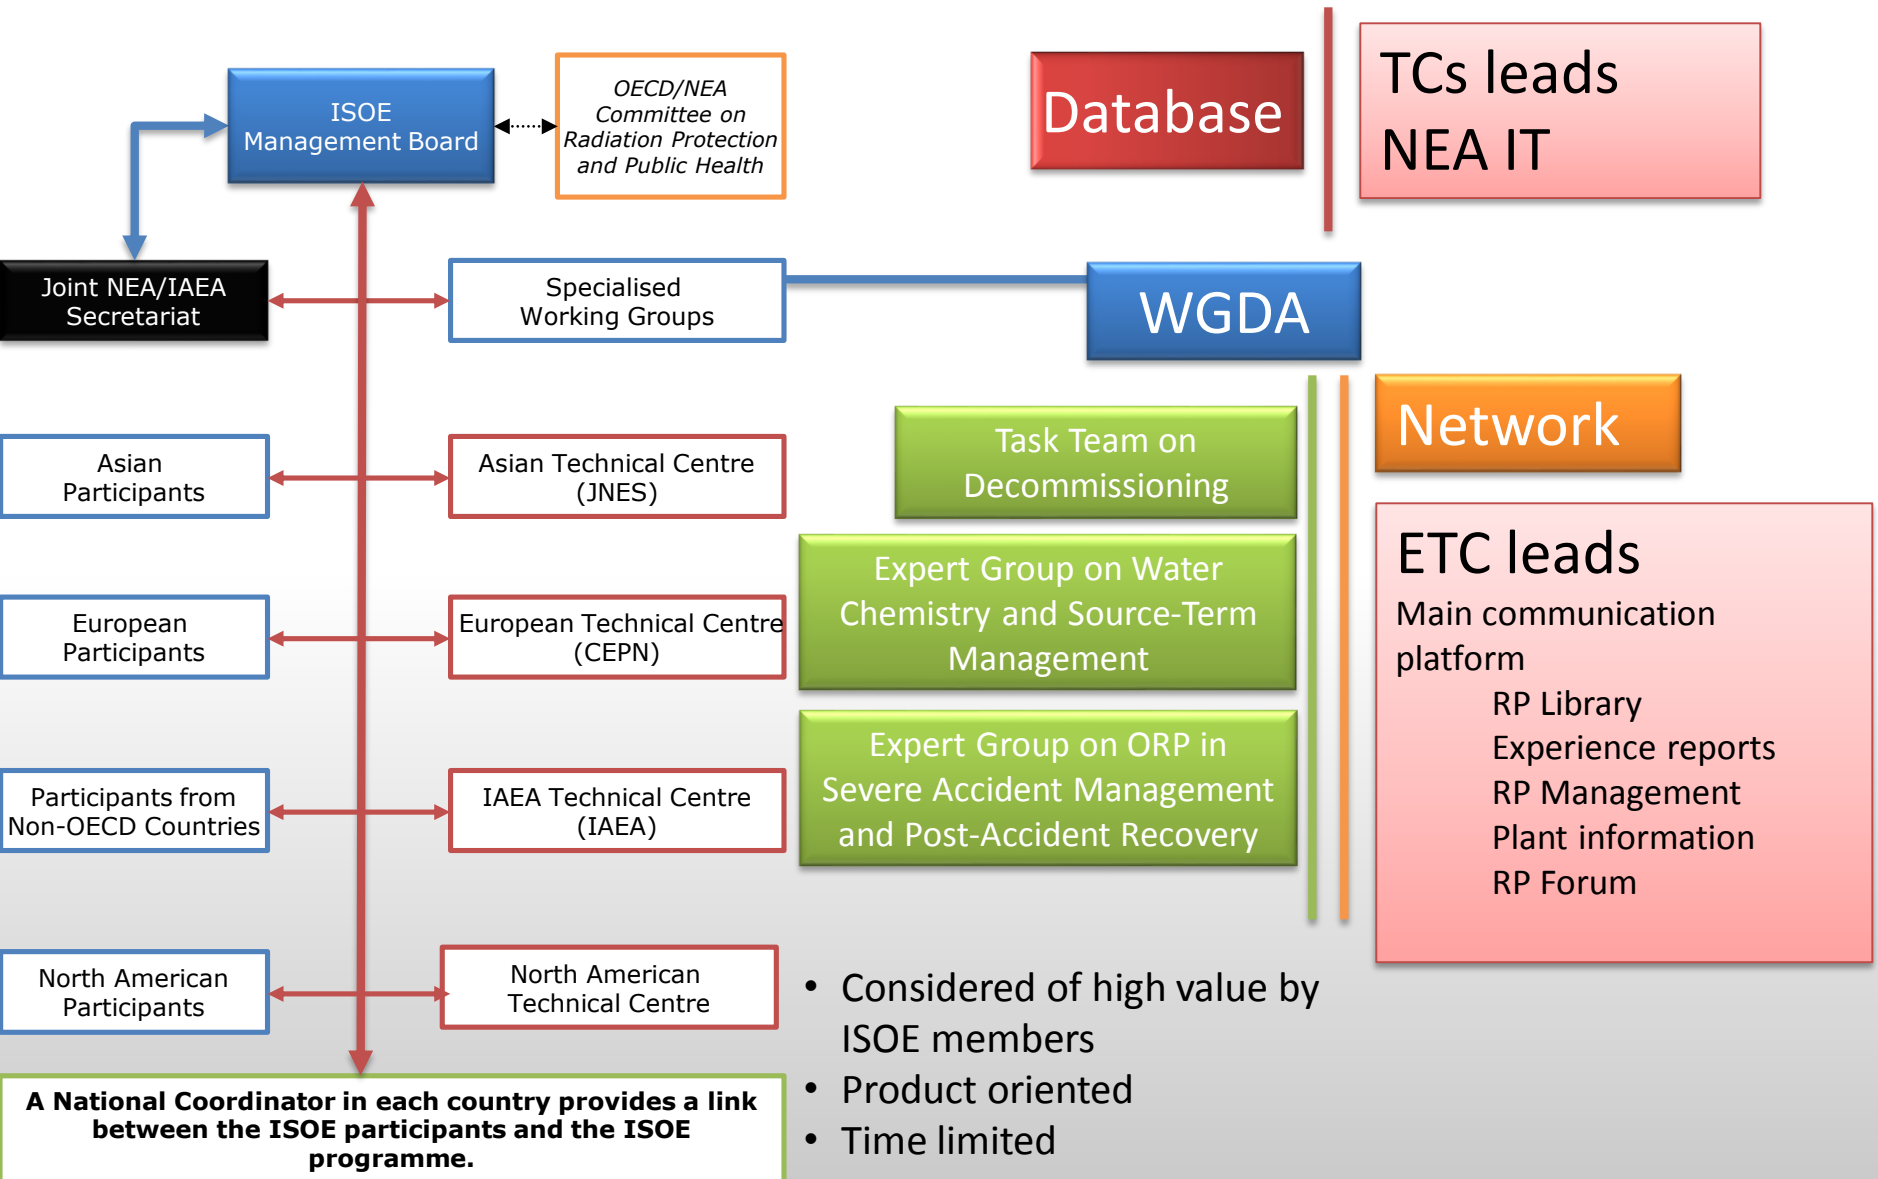 ISOE
Management Board
OECD/NEA
Committee on
Radiation Protection
and Public Health
Database
TCs leads
NEA IT
Joint NEA/IAEA
Secretariat
Specialised
Working Groups
WGDA
Network
Asian
Participants
Asian Technical Centre
(JNES)
Task Team on
Decommissioning
European
Participants
European Technical Centre
(CEPN)
Expert Group on Water
Chemistry and Source-Term
Management
Participants from
Non-OECD Countries
IAEA Technical Centre
(IAEA)
Expert Group on ORP in
Severe Accident Management
and Post-Accident Recovery
ETC leads
Main communication
platform
RP Library
Experience reports
RP Management
Plant information
RP Forum
North American
Participants
North American
Technical Centre
• Considered of high value by
ISOE members
• Product oriented
• Time limited
A National Coordinator in each country provides a link
between the ISOE participants and the ISOE
programme.